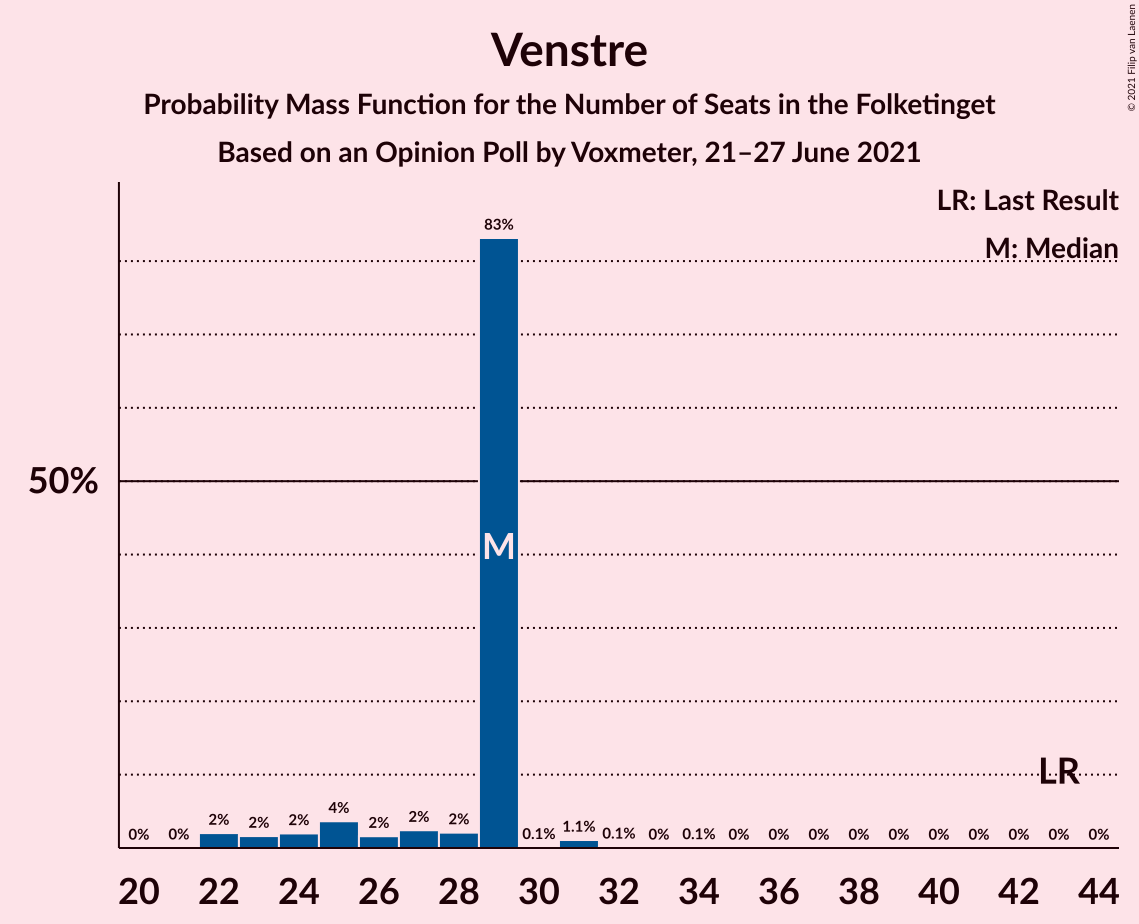 Venstre
Probability Mass Function for the Number of Seats in the Folketinget
Based on an Opinion Poll by Voxmeter, 21–27 June 2021
© 2021 Filip van Laenen
LR: Last Result
M: Median
83%
50%
M
LR
0% 0% 2% 2% 2% 4% 2% 2% 2% 0.1% 1.1% 0.1% 0% 0.1% 0% 0% 0% 0% 0% 0% 0% 0% 0% 0%
20 22 24 26 28 30 32 34 36 38 40 42 44